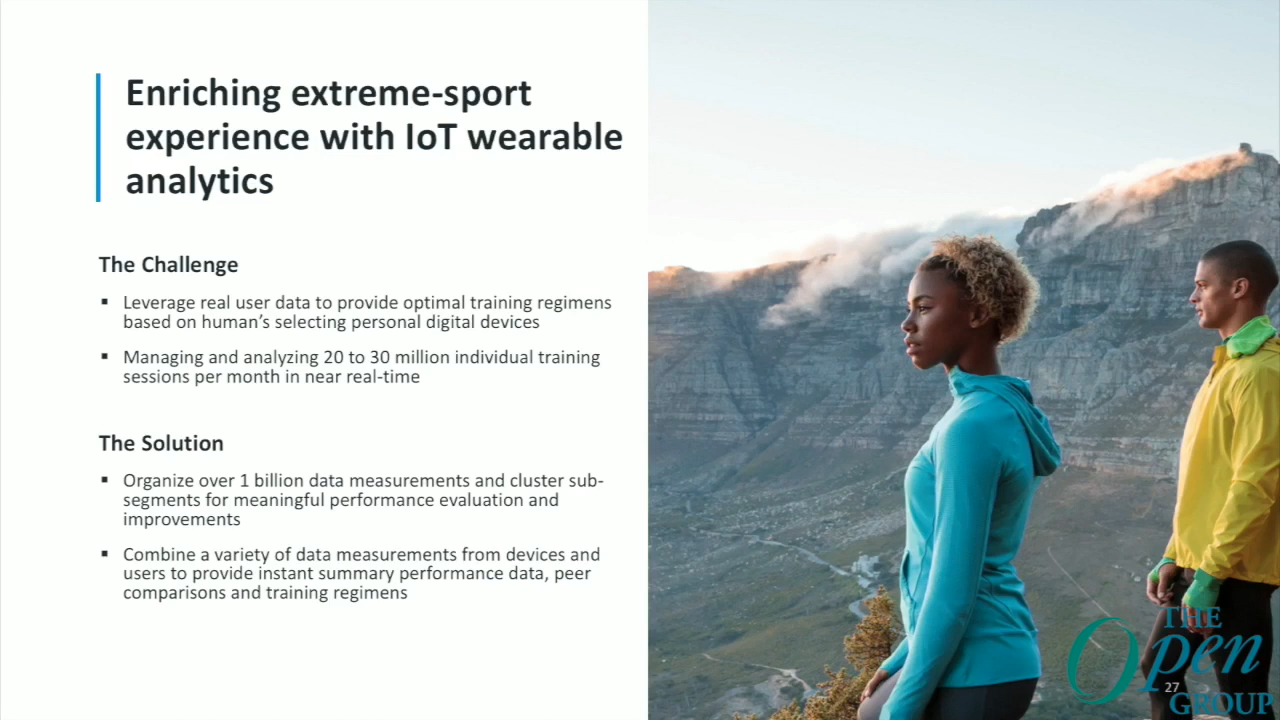 Enriching extreme-sport
experience with IoT wearable
analytics
The Challenge
▪ Leverage real user data to provide optimal training regimens
based on human’s selecting personal digital devices
▪ Managing and analyzing 20 to 30 million individual training
sessions per month in near real-time
The Solution
▪ Organize over 1 billion data measurements and cluster sub-
segments for meaningful performance evaluation and
improvements
▪ Combine a variety of data measurements from devices and
users to provide instant summary performance data, peer
comparisons and training regimens
THE
Open
27
GROUP